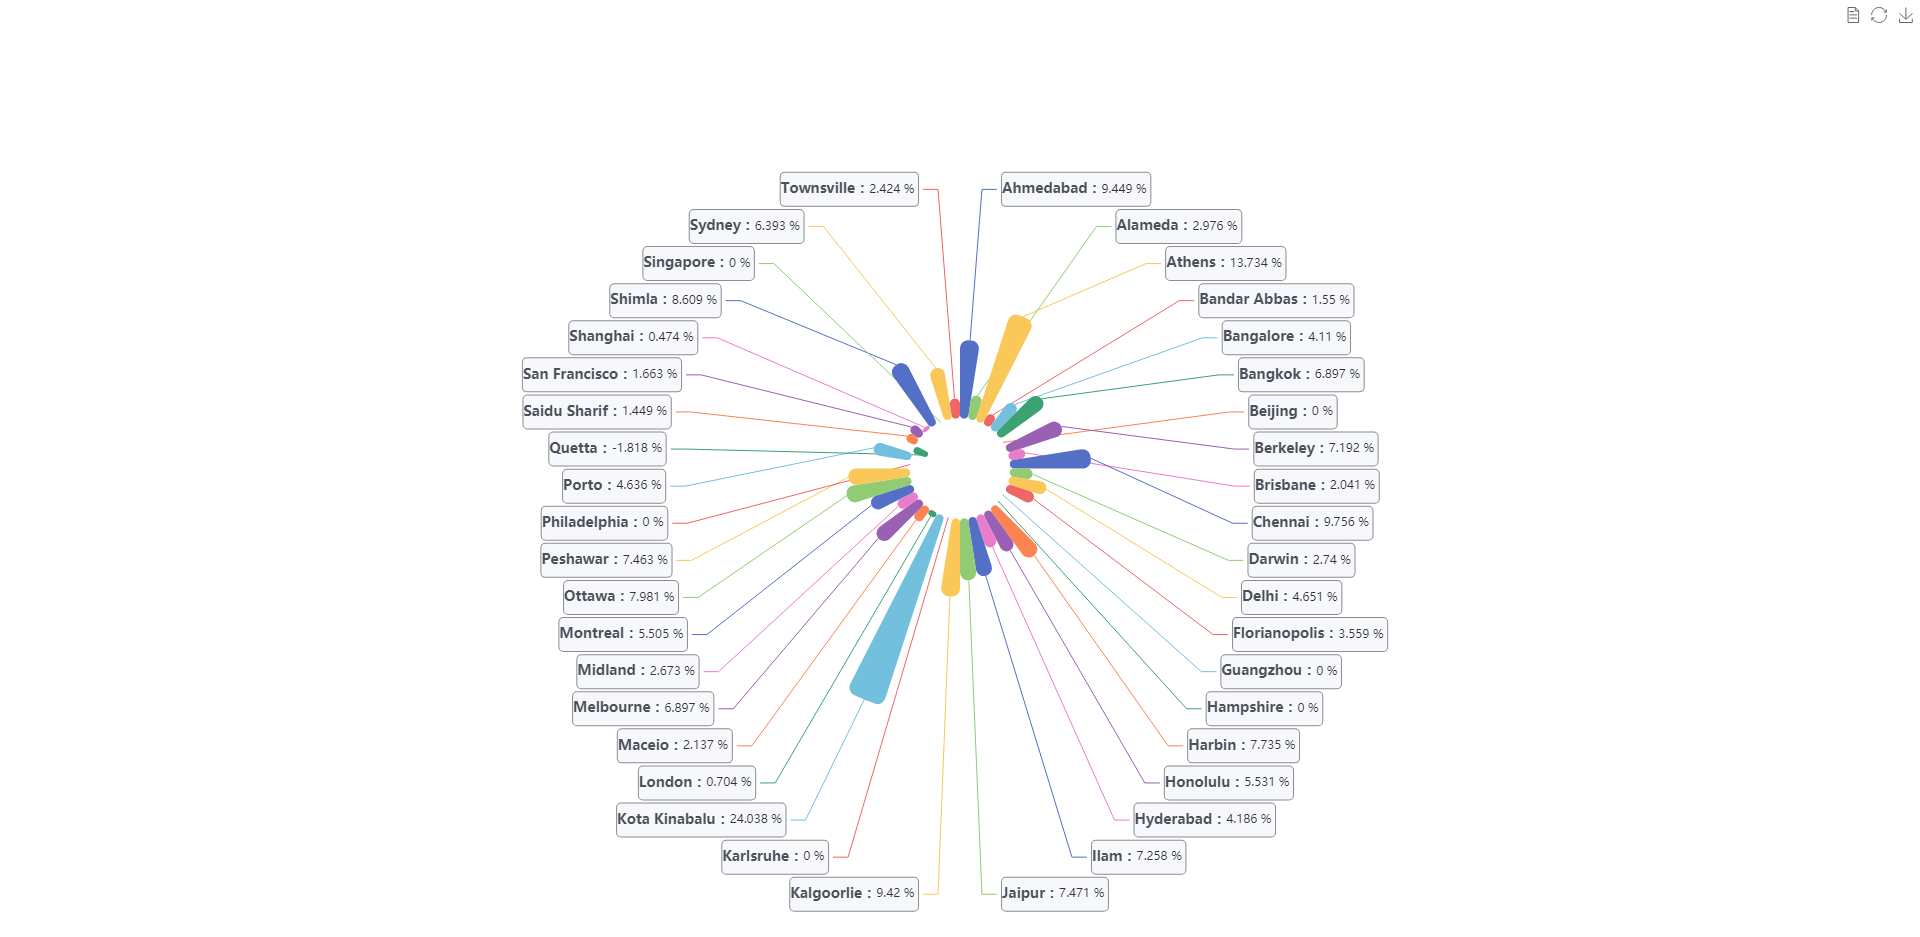 Townsville : 2.424 %
Ahmedabad : 9.449 %
Sydney : 6.393 %
Alameda : 2.976 %
Singapore : 0 %
Athens : 13.734 %
Shimla : 8.609 %
Bandar Abbas : 1.55 %
Shanghai : 0.474 %
Bangalore : 4.11 %
San Francisco : 1.663 %
Bangkok : 6.897 %
Saidu Sharif : 1.449 %
Beijing : 0 %
Quetta : -1.818 %
Berkeley : 7.192 %
Porto : 4.636 %
Brisbane : 2.041 %
Philadelphia : 0 %
Chennai : 9.756 %
Peshawar : 7.463 %
Darwin : 2.74 %
Ottawa : 7.981 %
Delhi : 4.651 %
Montreal : 5.505 %
Florianopolis : 3.559 %
Midland : 2.673 %
Guangzhou : 0 %
Melbourne : 6.897 %
Hampshire : 0 %
Maceio : 2.137 %
Harbin : 7.735 %
London : 0.704 %
Honolulu : 5.531 %
Kota Kinabalu : 24.038 %
Hyderabad : 4.186 %
Karlsruhe : 0 %
Ilam : 7.258 %
Kalgoorlie : 9.42 %
Jaipur : 7.471 %